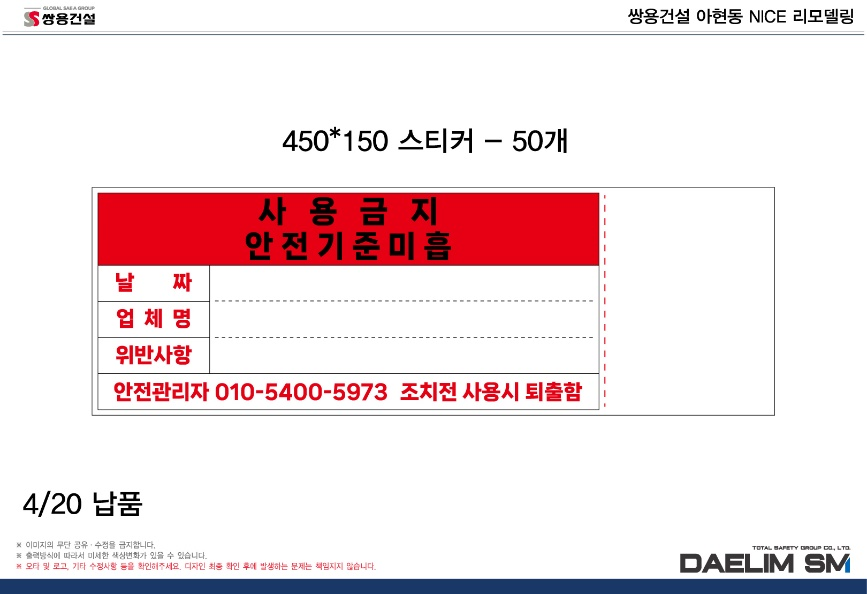 GLOBAL SAE-A GROUP
쌍용건설
쌍용건설 아현동 NICE 리모델링
450*150 스티커 – 50개
사 용 금 지
안전기준미흡
날 짜
업 체 명
위반사항
안전관리자 010-5400-5973 조치전 사용시 퇴출함
4/20 납품
※ 이미지의 무단 공유 · 수정을 금지합니다.
※ 출력방식에 따라서 미세한 색상변화가 있을 수 있습니다.
※ 오타 및 로고, 기타 수정사항 등을 확인해주세요. 디자인 최종 확인 후에 발생하는 문제는 책임지지 않습니다.
TOTAL SAFETY GROUP CO., LTD.
DAELIM SM